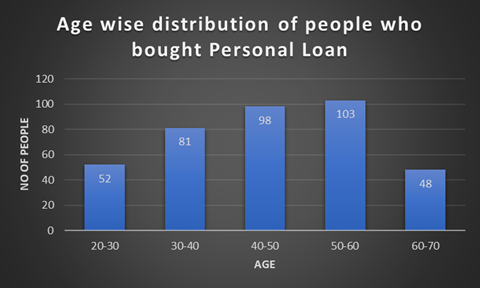 Age wise distribution of people who
bought Personal Loan
120
100
80
60
40
20
0
NO OF PEOPLE
52
81
98
103
48
20-30 30-40 40-50 50-60 60-70
AGE